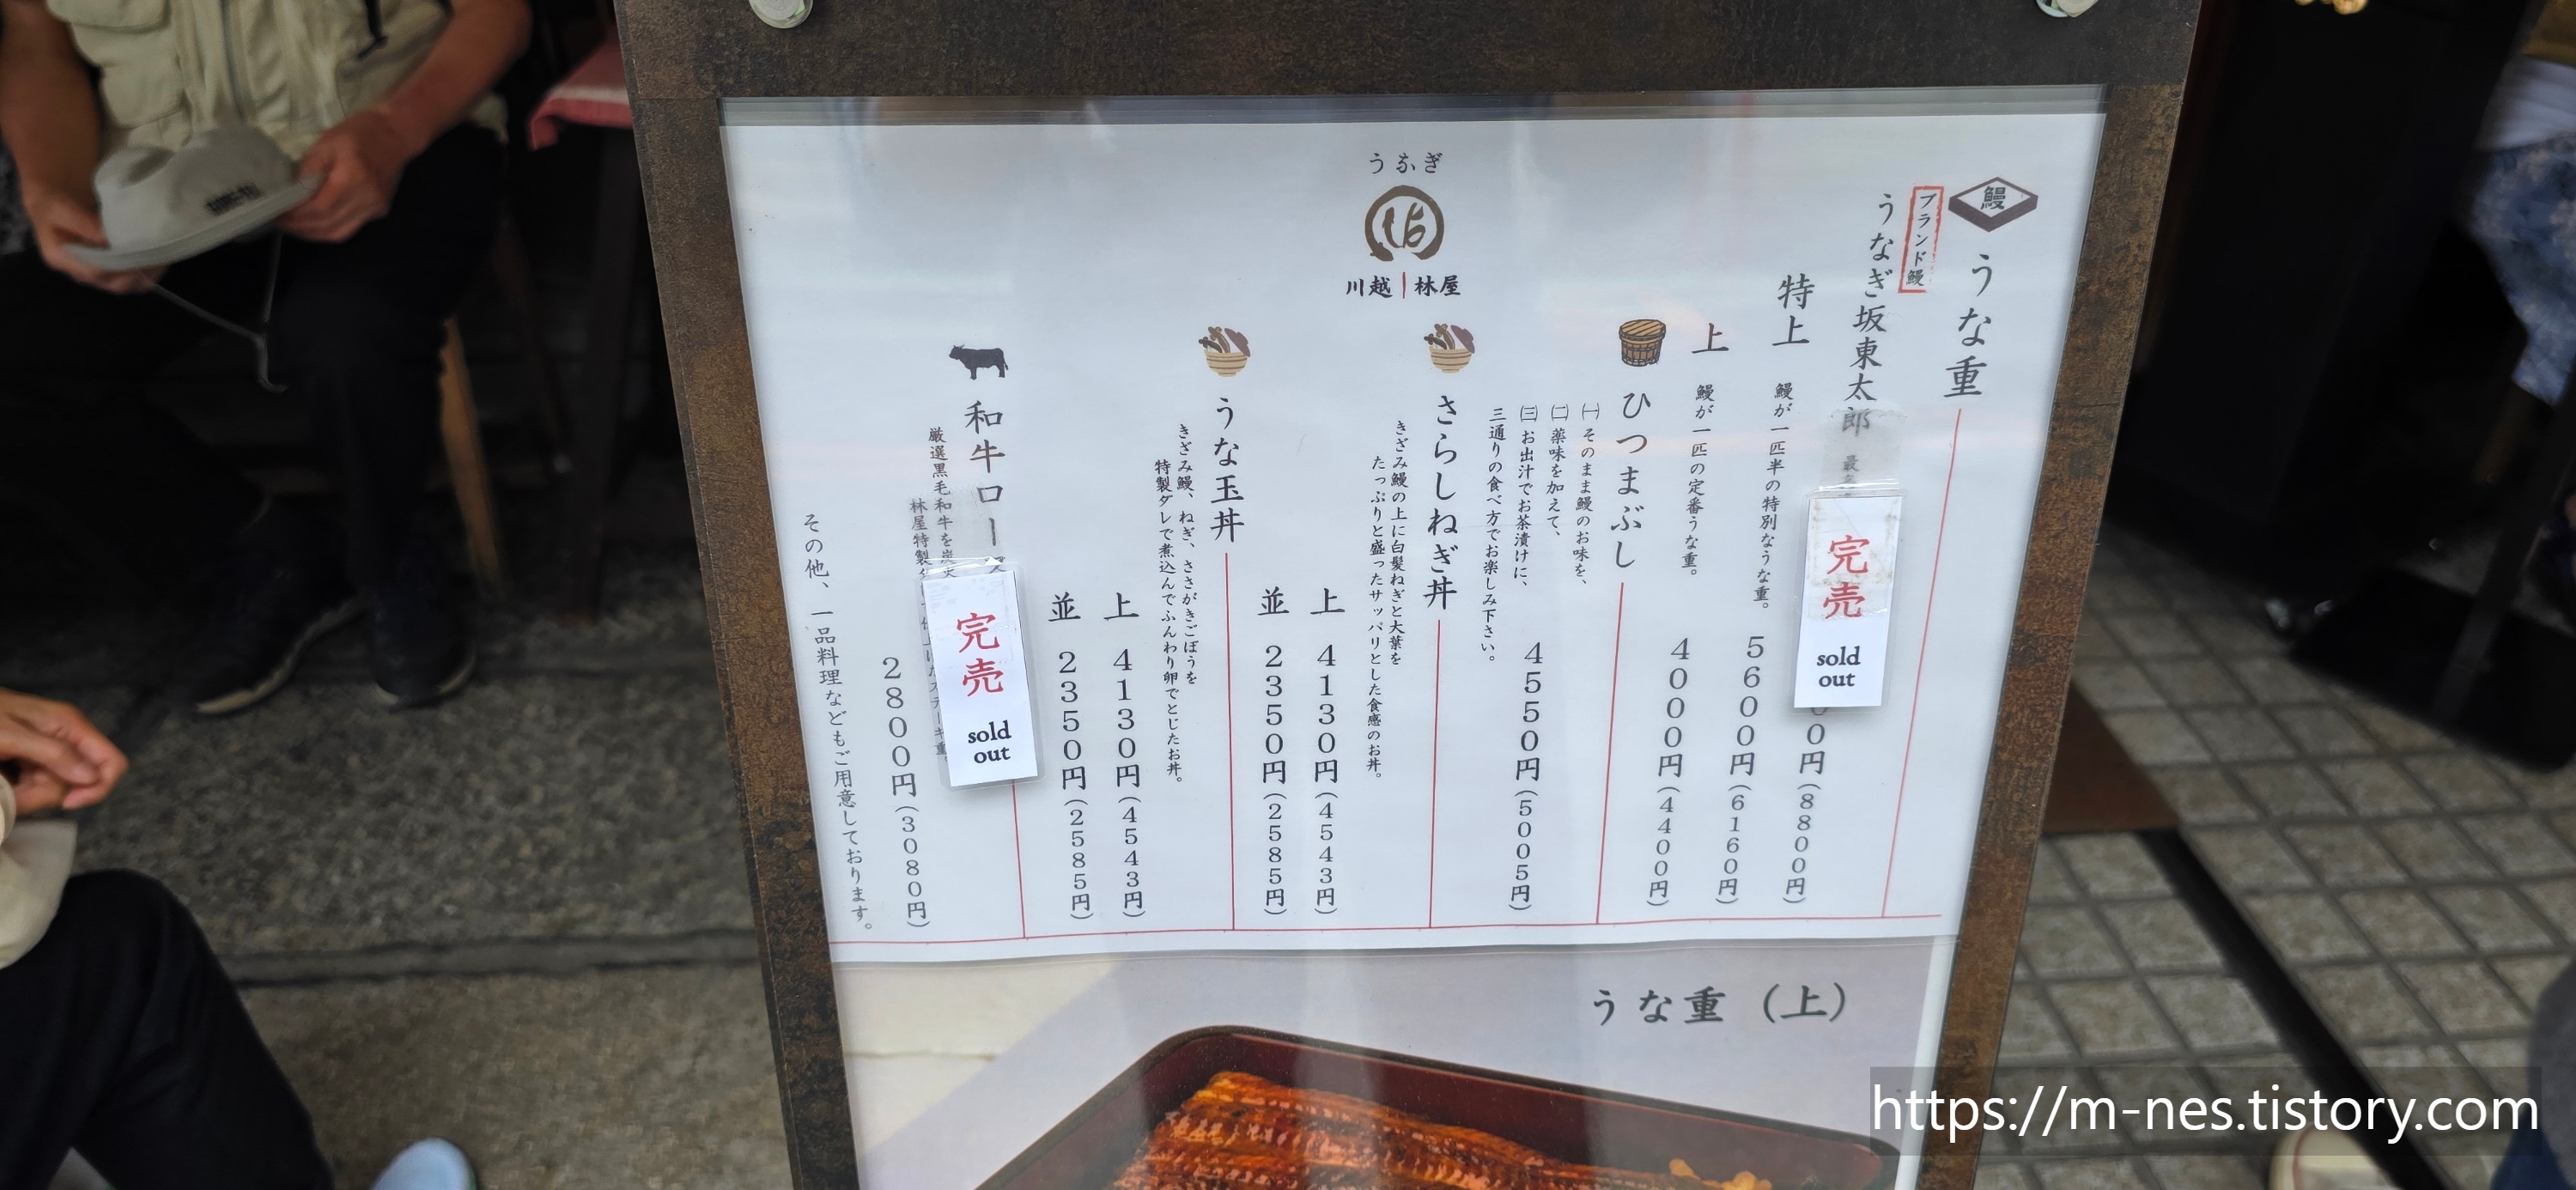 うなぎ
川越 林屋
鰻
うな重
ブランド鰻
うなぎ坂東太郎
完売
sold
out
00円(8800円)
特上 鰻が一匹半の特別なうな重。 5600円(6160円)
上 鰻が一匹の定番うな重。 4000円(4400円)
ひつまぶし
㈠ そのまま鰻のお味を、
㈡ 薬味を加えて、
㈢ お出汁でお茶漬けに、
三通りの食べ方でお楽しみ下さい。
4550円(5005円)
さらしねぎ丼
きざみ鰻の上に白髪ねぎと大葉を
たっぷりと盛ったサッパリとした食感のお丼。
上 4130円(4543円)
並 2350円(2585円)
うな玉丼
きざみ鰻、ねぎ、ささがきごぼうを
特製ダレで煮込んでふんわり卵でとじたお丼。
上 4130円(4543円)
並 2350円(2585円)
和牛ロー
完売
sold
out
厳選黒毛和牛を炭火
林屋特製
2800円(3080円)
その他、一品料理などもご用意しております。
うな重(上)
https://m-nes.tistory.com